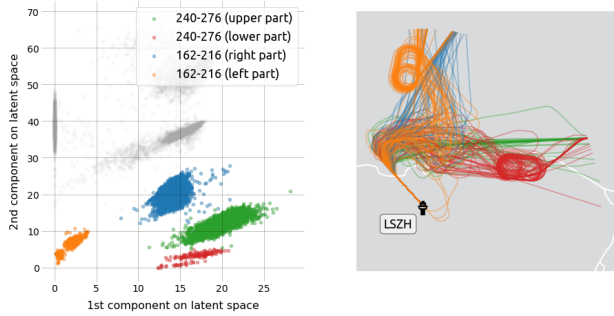 240-276 (upper part)
240-276 (lower part)
162-216 (right part)
162-216 (left part)
70
60
50
40
30
20
10
0
0
5
10
15
20
25
1st component on latent space
2nd component on latent space
LSZH